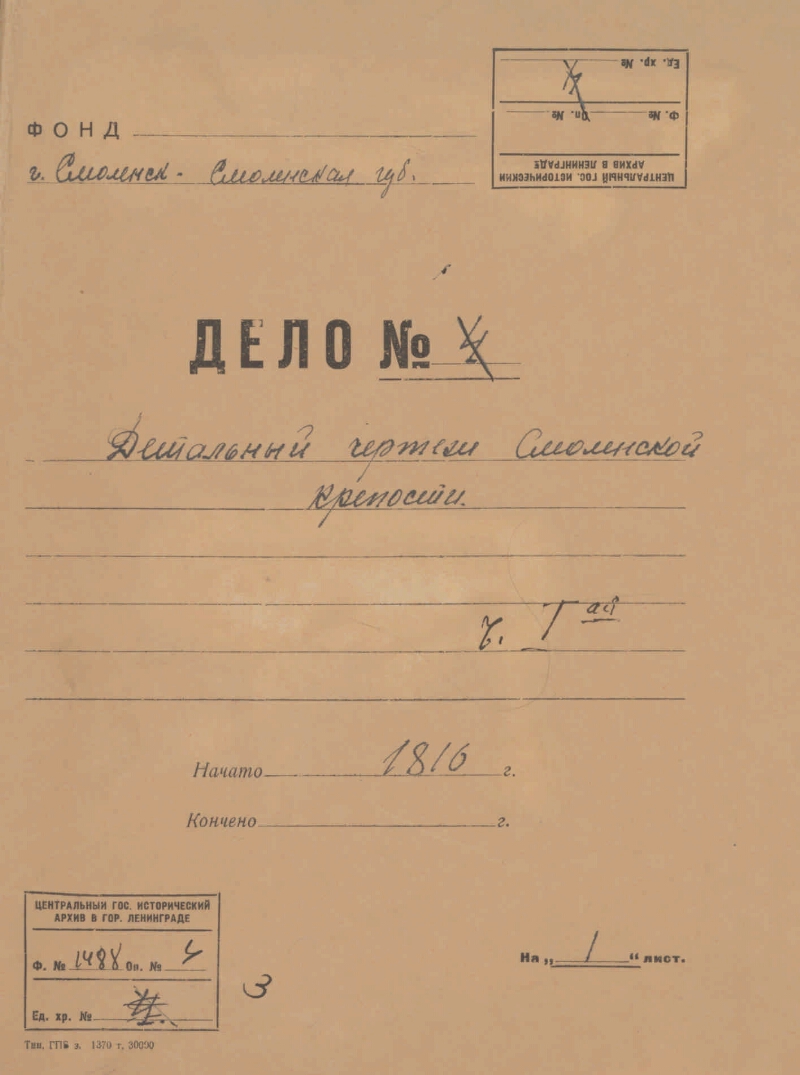 ЦЕНТРАЛЬНЫЙ ГОС. ИСТОРИЧЕСКИЙ
АРХИВ В ЛЕНИНГРАДЕ
Ф. № Оп. №
Ед. хр. №
ФОНД
г. Смоленск - Смоленская губ.
ДЕЛО №
Детальный чертеж Смоленской
крепости.
ч. I ая
Начато 1816 г.
Кончено г.
ЦЕНТРАЛЬНЫЙ ГОС. ИСТОРИЧЕСКИЙ
АРХИВ В ГОР. ЛЕНИНГРАДЕ
Ф. № 1488 Оп. №
Ед. хр. №
3
На „ 1 “ лист.
Тип. ГПБ з. 1370 т. 30000